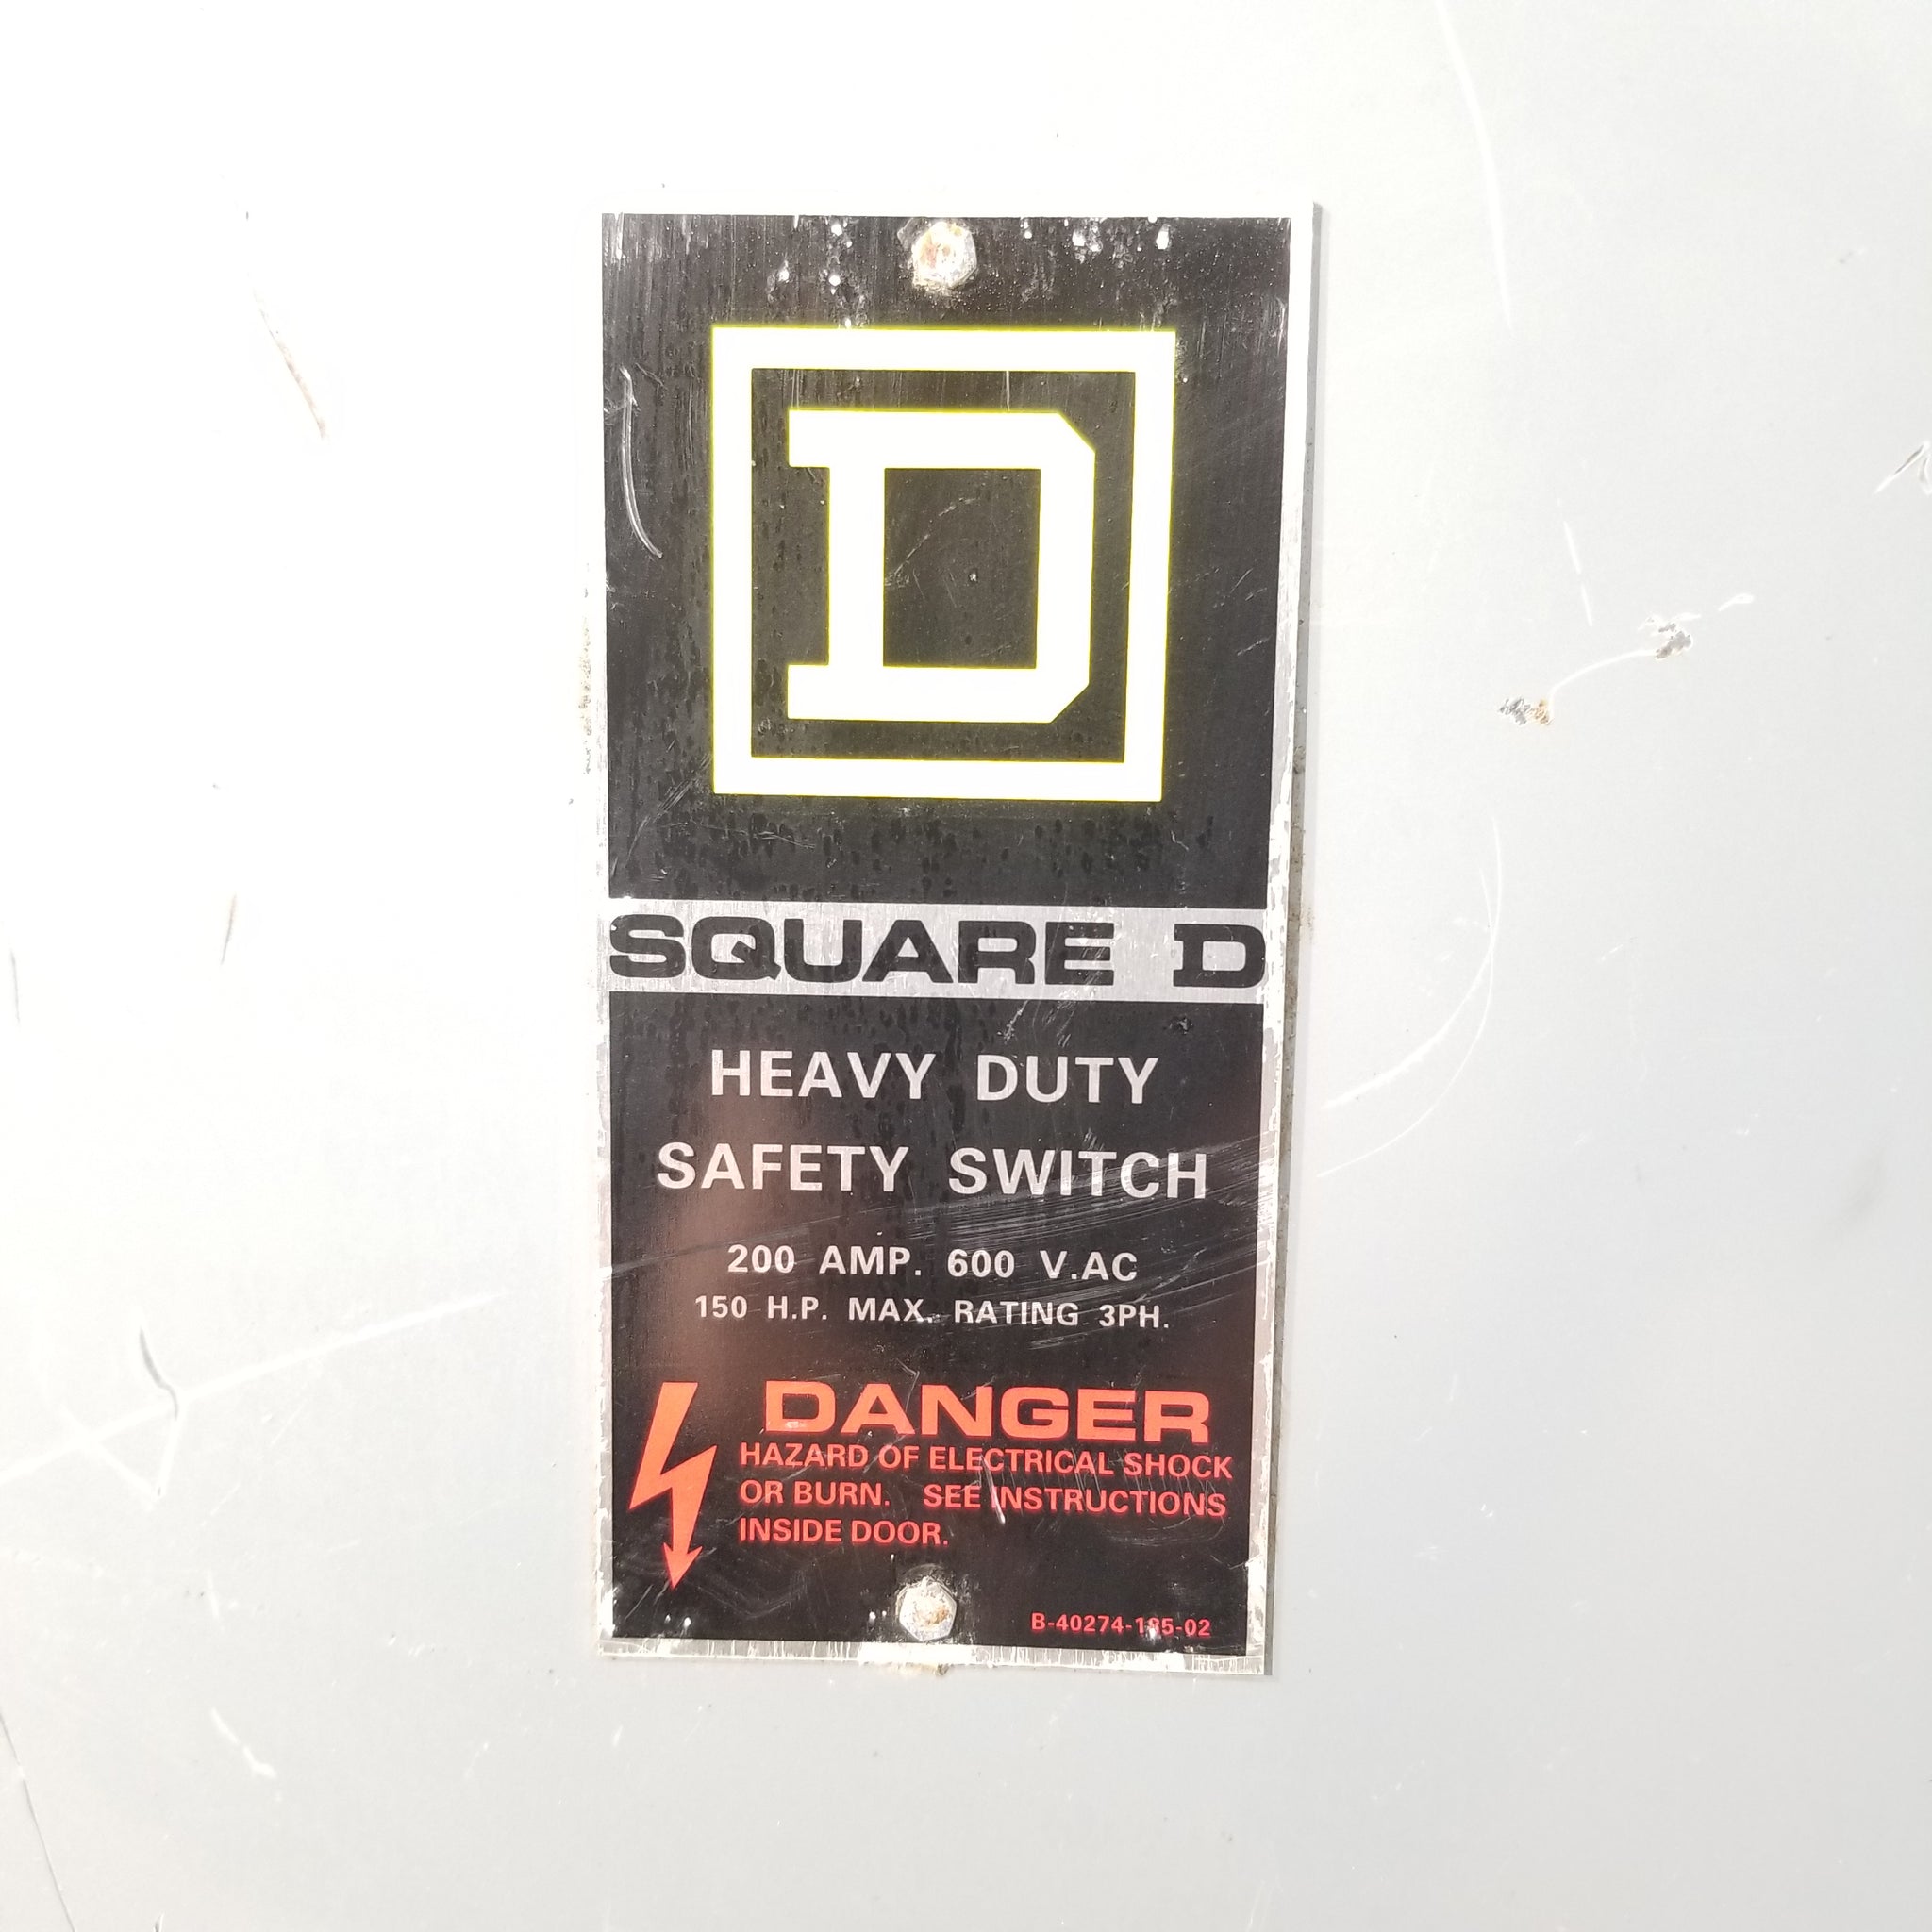 D
SQUARE D
HEAVY DUTY
SAFETY SWITCH
200 AMP. 600 V.AC
150 H.P. MAX. RATING 3PH.
DANGER
HAZARD OF ELECTRICAL SHOCK
OR BURN. SEE INSTRUCTIONS
INSIDE DOOR.